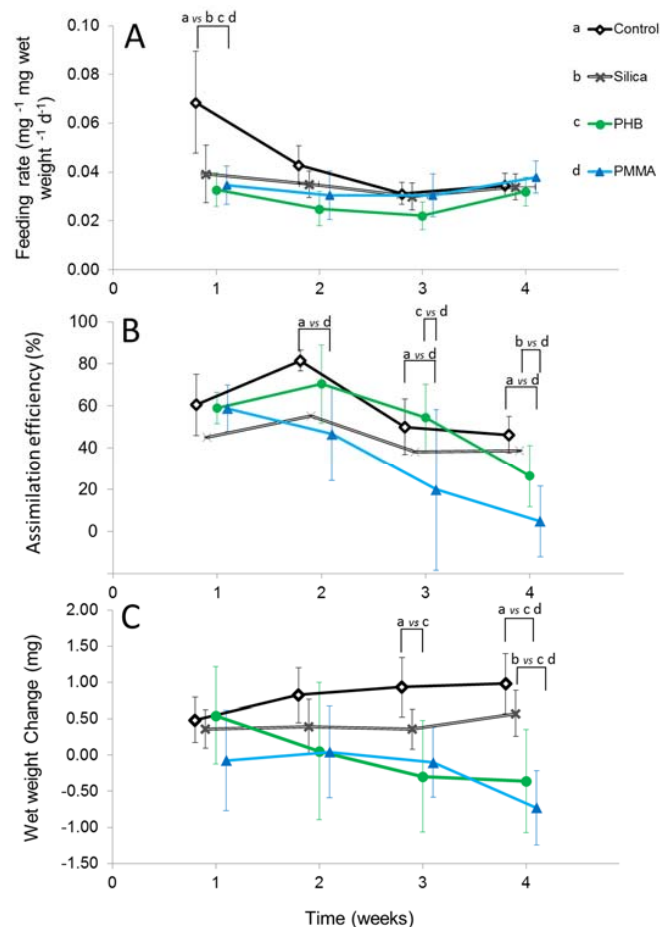 A
a vs b c d
a Control
b Silica
c PHB
d PMMA
Feeding rate (mg ⁻¹ mg wet
weight ⁻¹ d⁻¹)
0.10
0.08
0.06
0.04
0.02
0.00
0 1 2 3 4
B
a vs d
c vs d
a vs d
b vs d
a vs d
Assimilation efficiency (%)
100
80
60
40
20
0
0 1 2 3 4
C
a vs c
a vs c d
b vs c d
Wet weight Change (mg)
2.00
1.50
1.00
0.50
0.00
-0.50
-1.00
-1.50
0 1 2 3 4
Time (weeks)